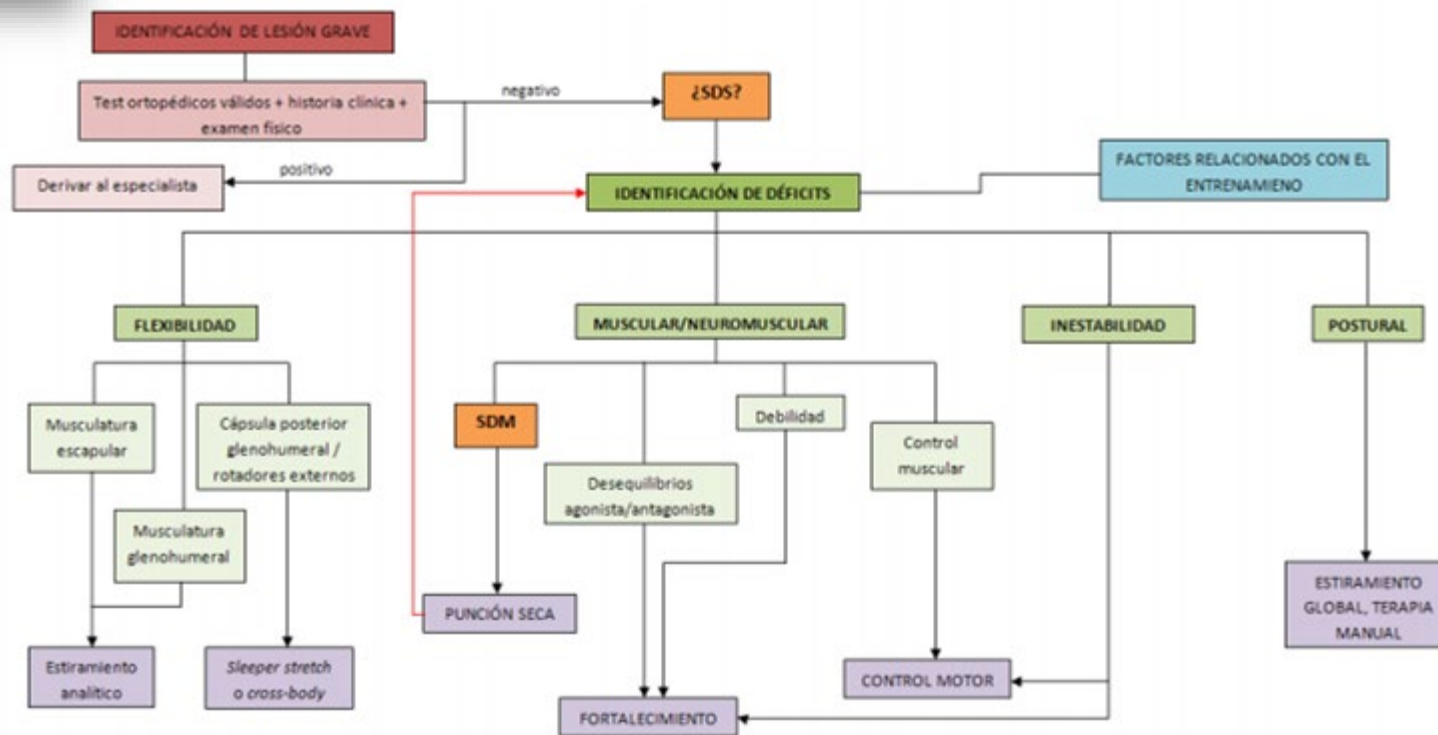 IDENTIFICACIÓN DE LESIÓN GRAVE
Test ortopédicos válidos + historia clínica +
examen físico
negativo
¿SDS?
positivo
Derivar al especialista
FACTORES RELACIONADOS CON EL
ENTRENAMIENO
IDENTIFICACIÓN DE DÉFICITS
FLEXIBILIDAD
MUSCULAR/NEUROMUSCULAR
INESTABILIDAD
POSTURAL
Musculatura
escapular
Cápsula posterior
glenohumeral /
rotadores externos
Musculatura
glenohumeral
SDM
Desequilibrios
agonista/antagonista
Debilidad
Control
muscular
PUNCIÓN SECA
ESTIRAMIENTO
GLOBAL, TERAPIA
MANUAL
Estiramiento
analítico
Sleeper stretch
o cross-body
CONTROL MOTOR
FORTALECIMIENTO